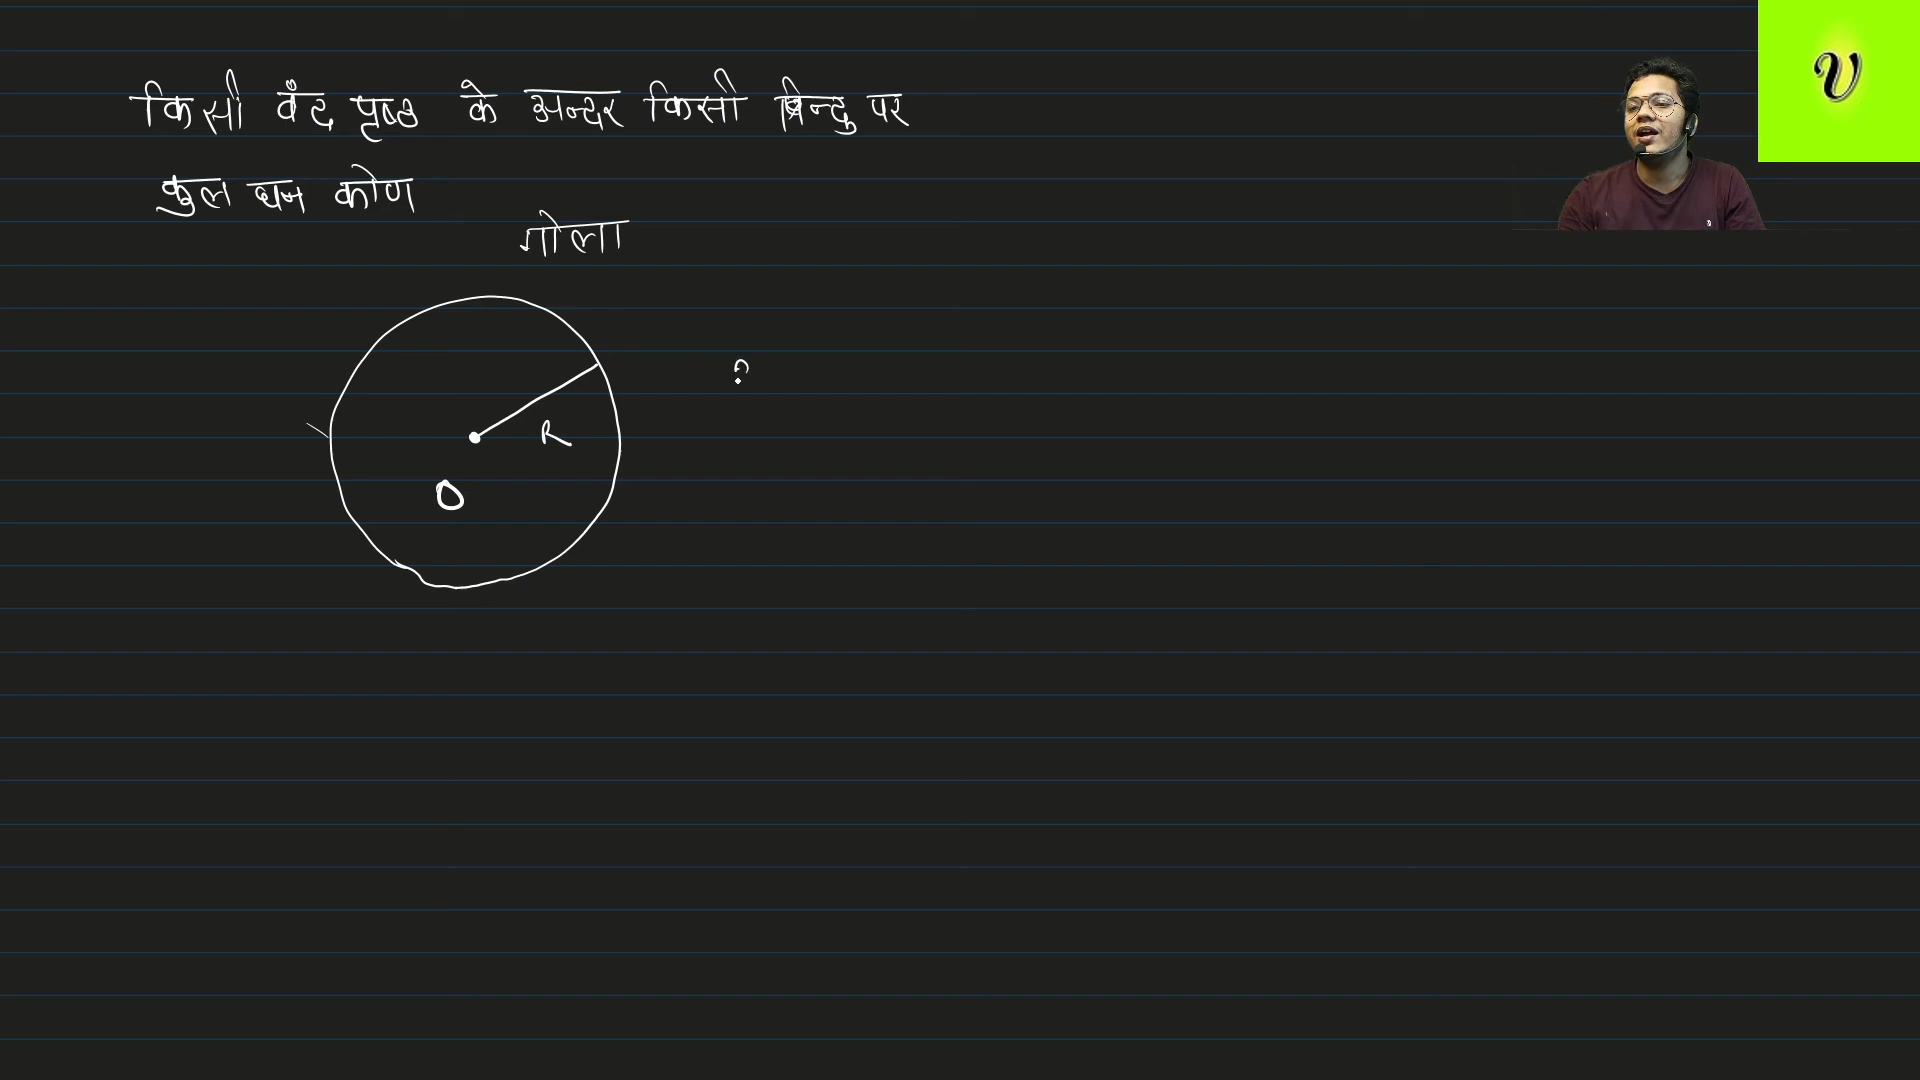 किसी बंद पृष्ठ के अन्दर किसी बिन्दु पर
कुल घन कोण
गोला
?
R
O
υ